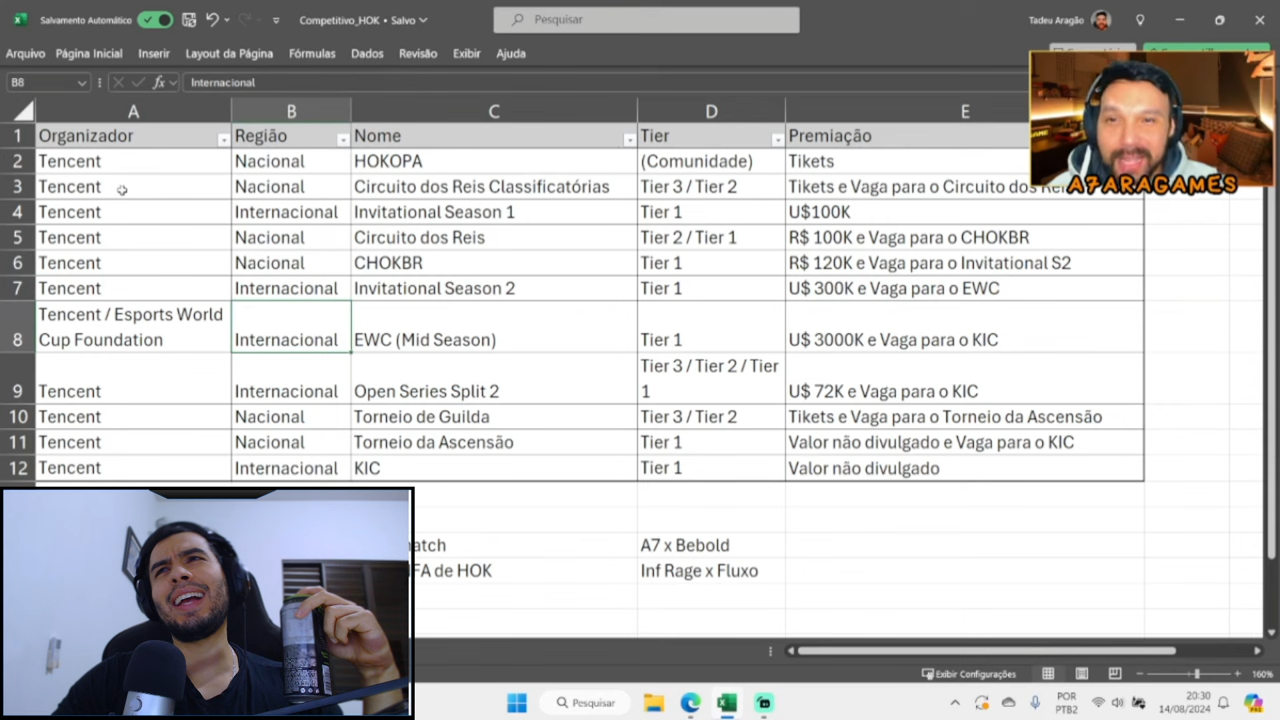 Salvamento Automático
Competitivo_HOK • Salvo
Pesquisar
Tadeu Aragão
Arquivo Página Inicial Inserir Layout da Página Fórmulas Dados Revisão Exibir Ajuda
B8 fx Internacional
A B C D E
1 Organizador Região Nome Tier Premiação
2 Tencent Nacional HOKOPA (Comunidade) Tikets
3 Tencent Nacional Circuito dos Reis Classificatórias Tier 3 / Tier 2 Tikets e Vaga para o Circuito dos
A7ARAGAMES
4 Tencent Internacional Invitational Season 1 Tier 1 U$100K
5 Tencent Nacional Circuito dos Reis Tier 2 / Tier 1 R$ 100K e Vaga para o CHOKBR
6 Tencent Nacional CHOKBR Tier 1 R$ 120K e Vaga para o Invitational S2
7 Tencent Internacional Invitational Season 2 Tier 1 U$ 300K e Vaga para o EWC
Tencent / Esports World
8 Cup Foundation Internacional EWC (Mid Season) Tier 1 U$ 3000K e Vaga para o KIC
Tier 3 / Tier 2 / Tier
9 Tencent Internacional Open Series Split 2 1 U$ 72K e Vaga para o KIC
10 Tencent Nacional Torneio de Guilda Tier 3 / Tier 2 Tikets e Vaga para o Torneio da Ascensão
11 Tencent Nacional Torneio da Ascensão Tier 1 Valor não divulgado e Vaga para o KIC
12 Tencent Internacional KIC Tier 1 Valor não divulgado
atch A7 x Bebold
FA de HOK Inf Rage x Fluxo
Exibir Configurações 160%
Pesquisar
POR
PTB2
20:30
14/08/2024